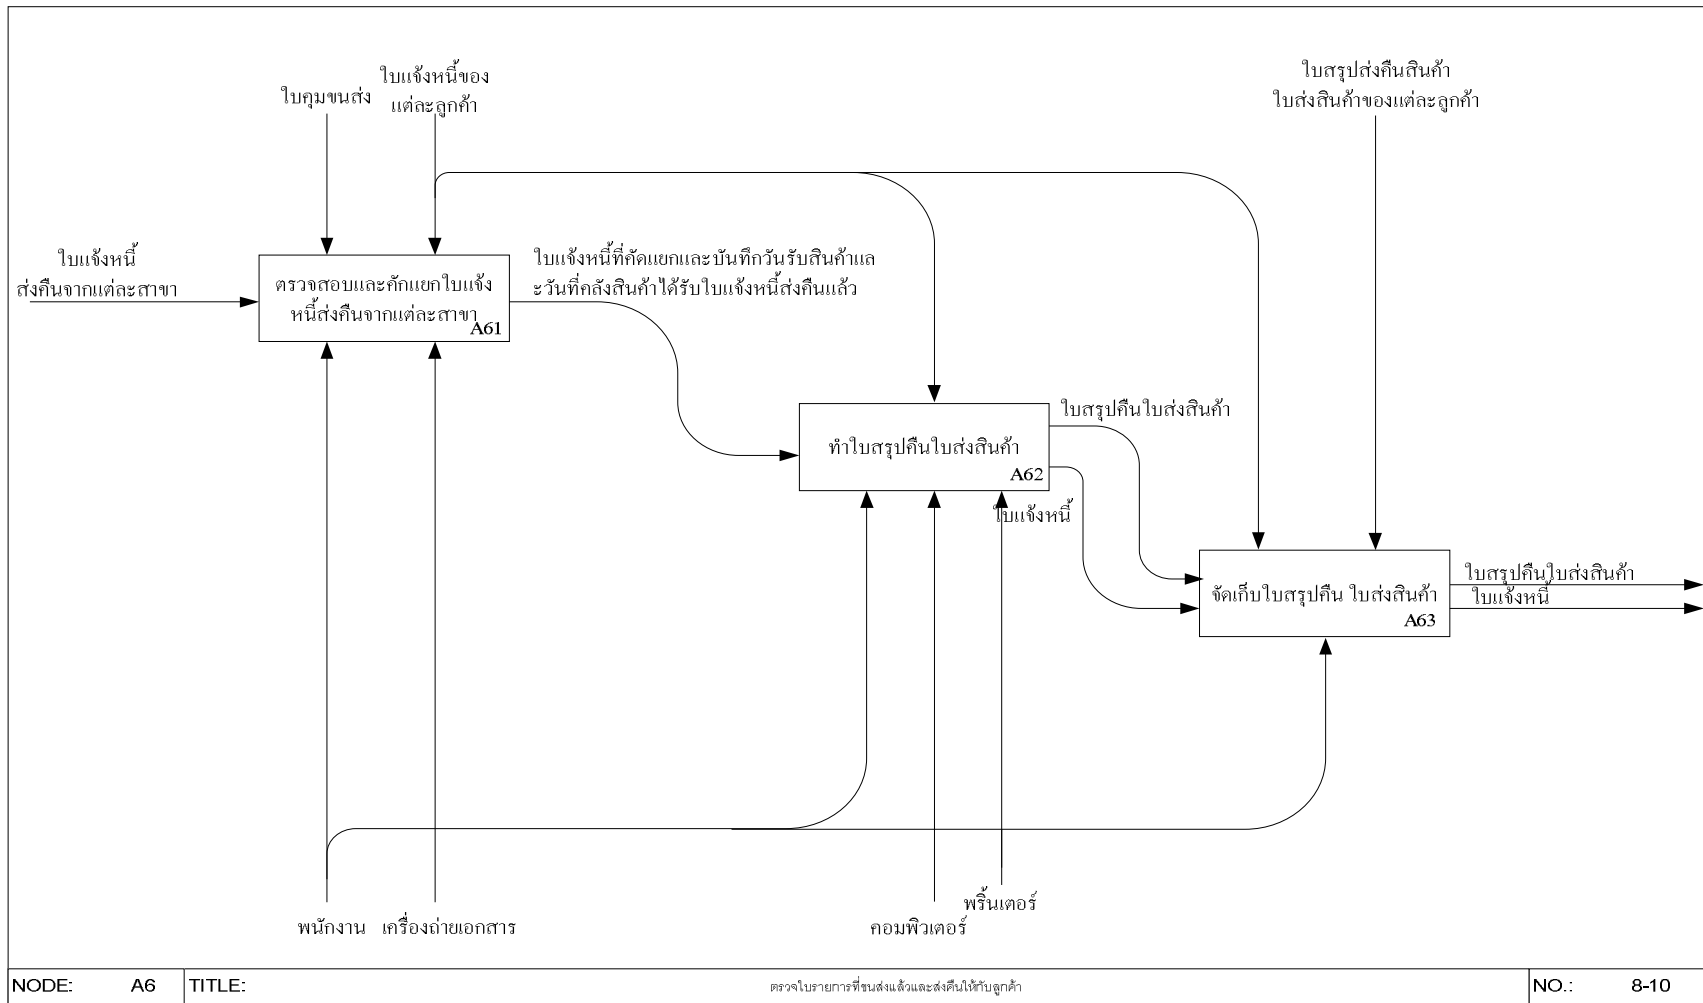 ใบคุมขนส่ง
ใบแจ้งหนี้ของ
แต่ละลูกค้า
ใบสรุปส่งคืนสินค้า
ใบส่งสินค้าของแต่ละลูกค้า
ใบแจ้งหนี้
ส่งคืนจากแต่ละสาขา
ตรวจสอบและคักแยกใบแจ้ง
หนี้ส่งคืนจากแต่ละสาขา
A61
ใบแจ้งหนี้ที่คัดแยกและบันทึกวันรับสินค้าแล
ะวันที่คลังสินค้าได้รับใบแจ้งหนี้ส่งคืนแล้ว
ทำใบสรุปคืนใบส่งสินค้า
A62
ใบสรุปคืนใบส่งสินค้า
ใบแจ้งหนี้
จัดเก็บใบสรุปคืน ใบส่งสินค้า
A63
ใบสรุปคืนใบส่งสินค้า
ใบแจ้งหนี้
พนักงาน
เครื่องถ่ายเอกสาร
คอมพิวเตอร์
พริ้นเตอร์
NODE: A6 TITLE: ตรวจใบรายการที่ขนส่งแล้วและส่งคืนให้กับลูกค้า NO.: 8-10